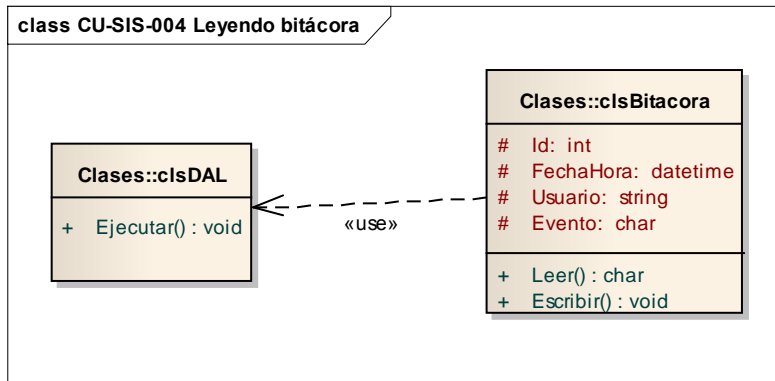 class CU-SIS-004 Leyendo bitácora
Clases::clsDAL
+ Ejecutar() : void
«use»
Clases::clsBitacora
# Id: int
# FechaHora: datetime
# Usuario: string
# Evento: char
+ Leer() : char
+ Escribir() : void